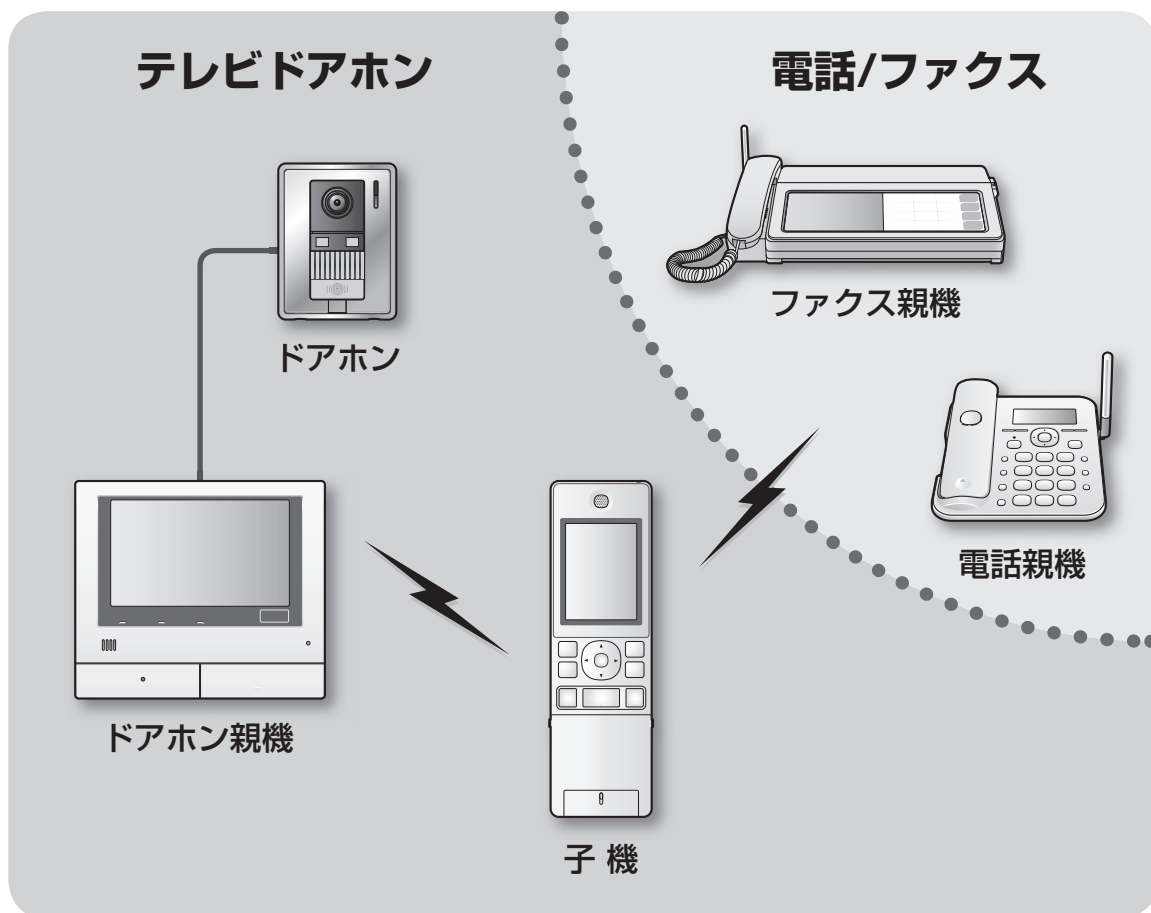 テレビドアホン
電話/ファクス
ファクス親機
ドアホン
電話親機
ドアホン親機
子 機